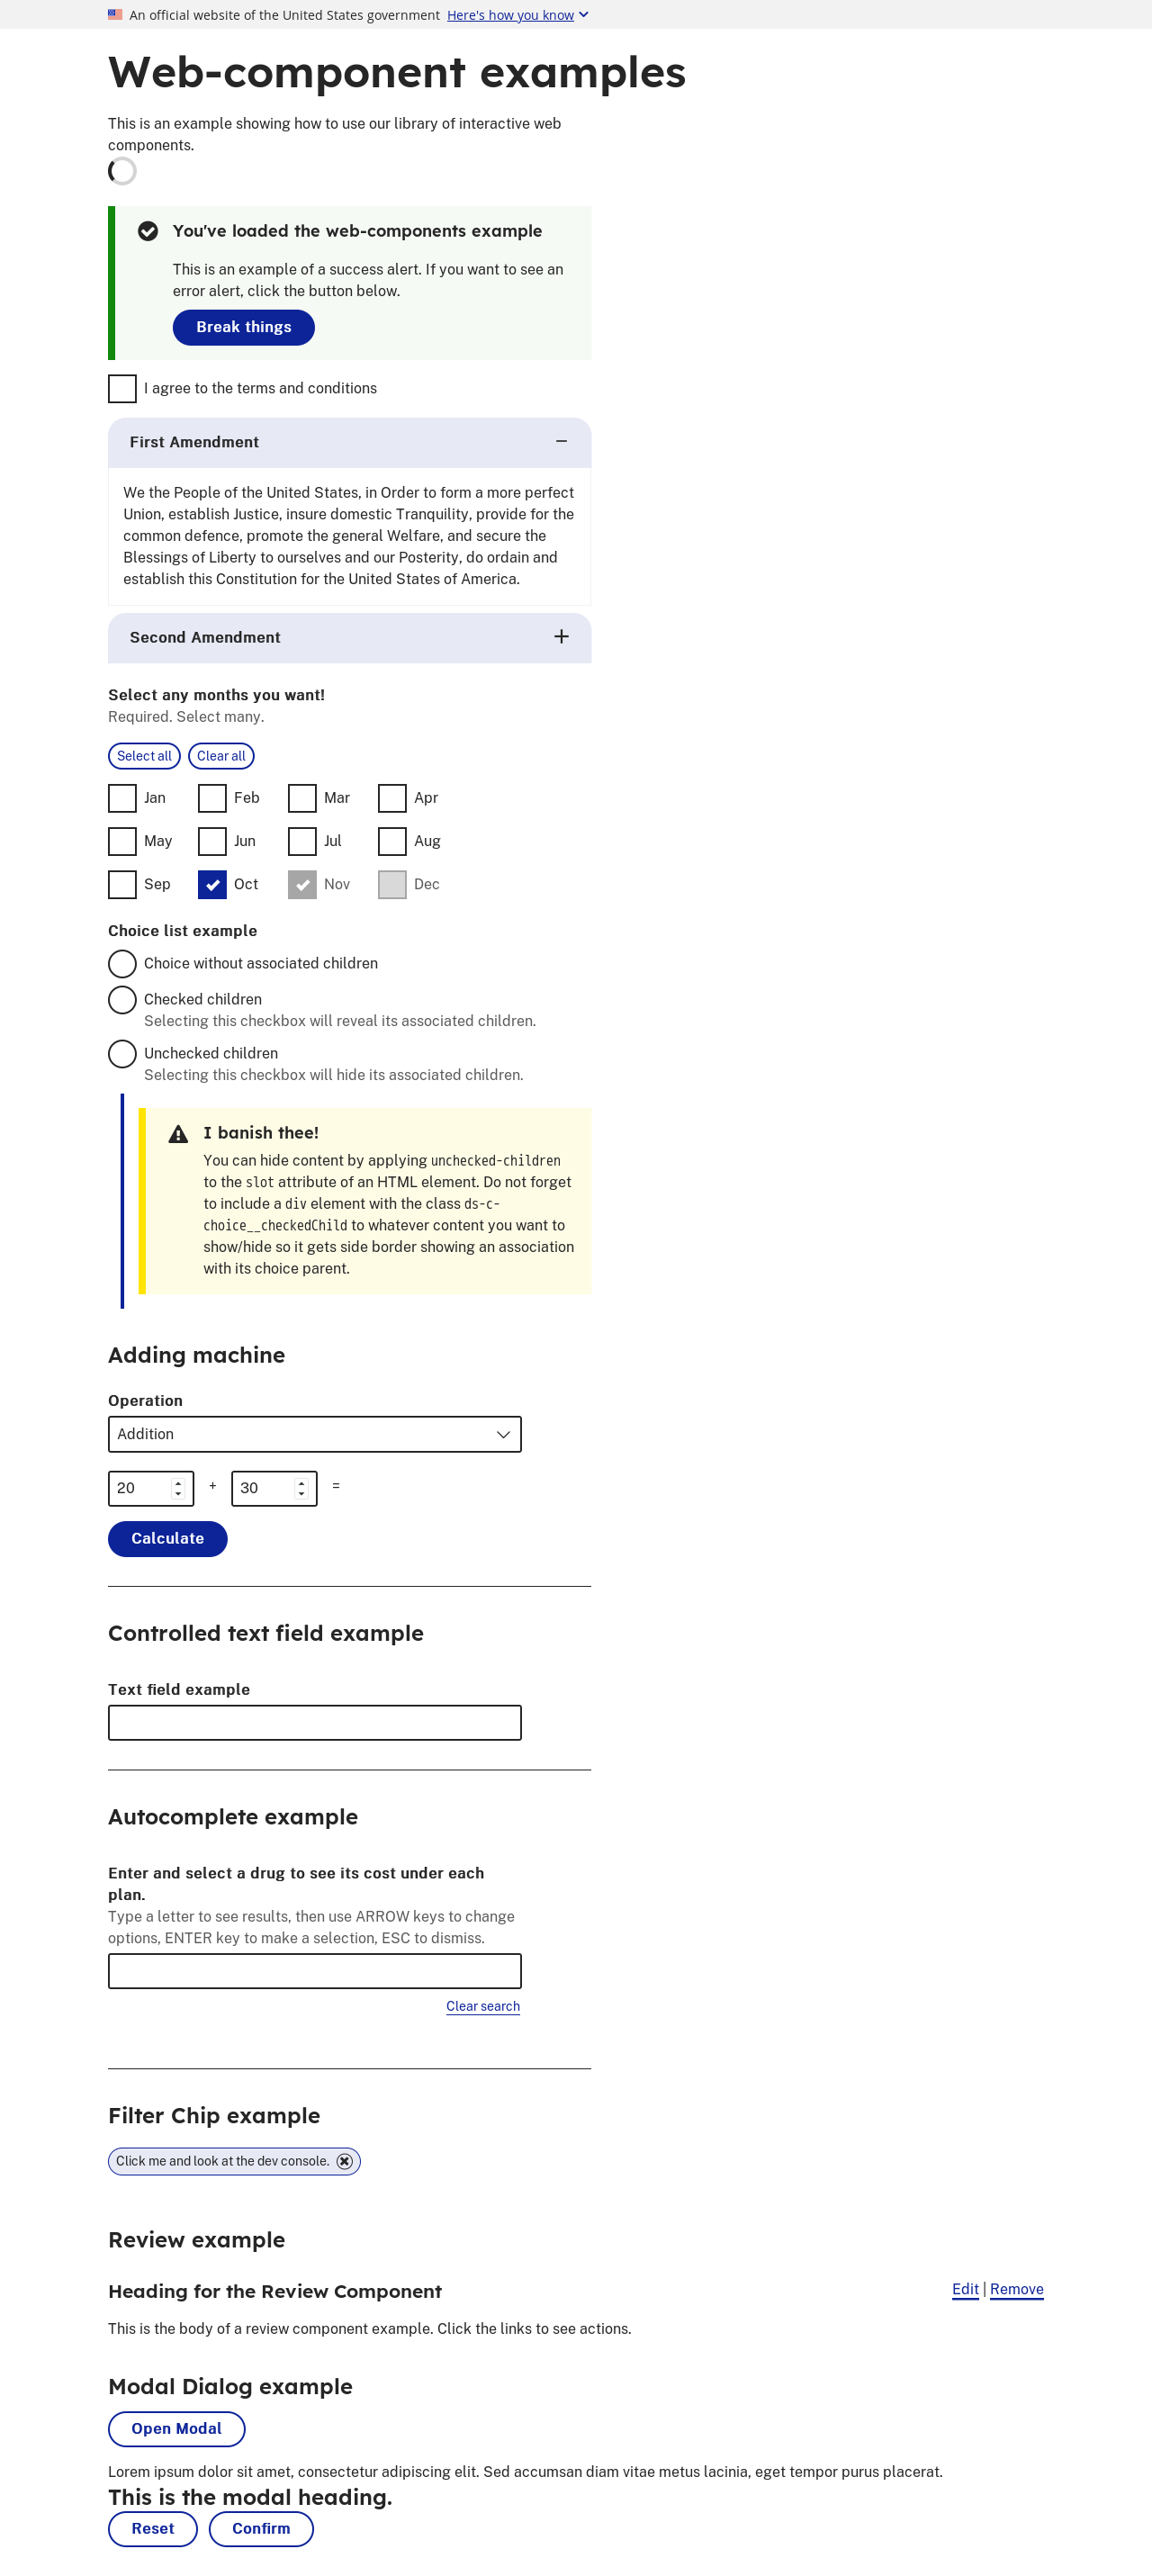 An official website of the United States government Here's how you know
Web-component examples
This is an example showing how to use our library of interactive web
components.
You've loaded the web-components example
This is an example of a success alert. If you want to see an
error alert, click the button below.
Break things
I agree to the terms and conditions
First Amendment
We the People of the United States, in Order to form a more perfect
Union, establish Justice, insure domestic Tranquility, provide for the
common defence, promote the general Welfare, and secure the
Blessings of Liberty to ourselves and our Posterity, do ordain and
establish this Constitution for the United States of America.
Second Amendment
Select any months you want!
Required. Select many.
Select all Clear all
Jan Feb Mar Apr
May Jun Jul Aug
Sep Oct Nov Dec
Choice list example
Choice without associated children
Checked children
Selecting this checkbox will reveal its associated children.
Unchecked children
Selecting this checkbox will hide its associated children.
I banish thee!
You can hide content by applying unchecked-children
to the slot attribute of an HTML element. Do not forget
to include a div element with the class ds-c-
choice__checkedChild to whatever content you want to
show/hide so it gets side border showing an association
with its choice parent.
Adding machine
Operation
Addition
20 + 30 =
Calculate
Controlled text field example
Text field example
Autocomplete example
Enter and select a drug to see its cost under each
plan.
Type a letter to see results, then use ARROW keys to change
options, ENTER key to make a selection, ESC to dismiss.
Clear search
Filter Chip example
Click me and look at the dev console.
Review example
Heading for the Review Component Edit | Remove
This is the body of a review component example. Click the links to see actions.
Modal Dialog example
Open Modal
Lorem ipsum dolor sit amet, consectetur adipiscing elit. Sed accumsan diam vitae metus lacinia, eget tempor purus placerat.
This is the modal heading.
Reset Confirm